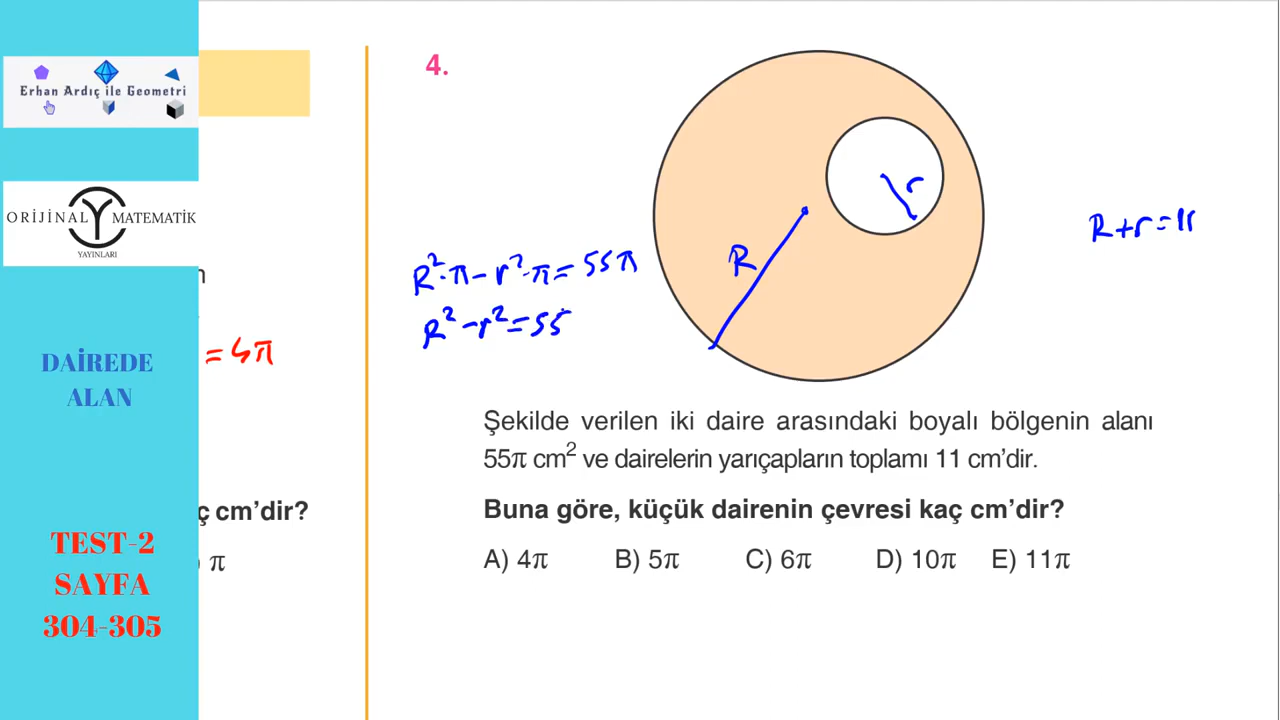 Erhan Ardıç ile Geometri
ORİJİNAL MATEMATİK
YAYINLARI
DAİREDE
ALAN
TEST-2
SAYFA
304-305
n
= 4π
ç cm’dir?
π
4.
r
R
R+r=11
R²·π-r²·π=55π
R²-r²=55
Şekilde verilen iki daire arasındaki boyalı bölgenin alanı
55π cm² ve dairelerin yarıçapların toplamı 11 cm’dir.
Buna göre, küçük dairenin çevresi kaç cm’dir?
A) 4π B) 5π C) 6π D) 10π E) 11π